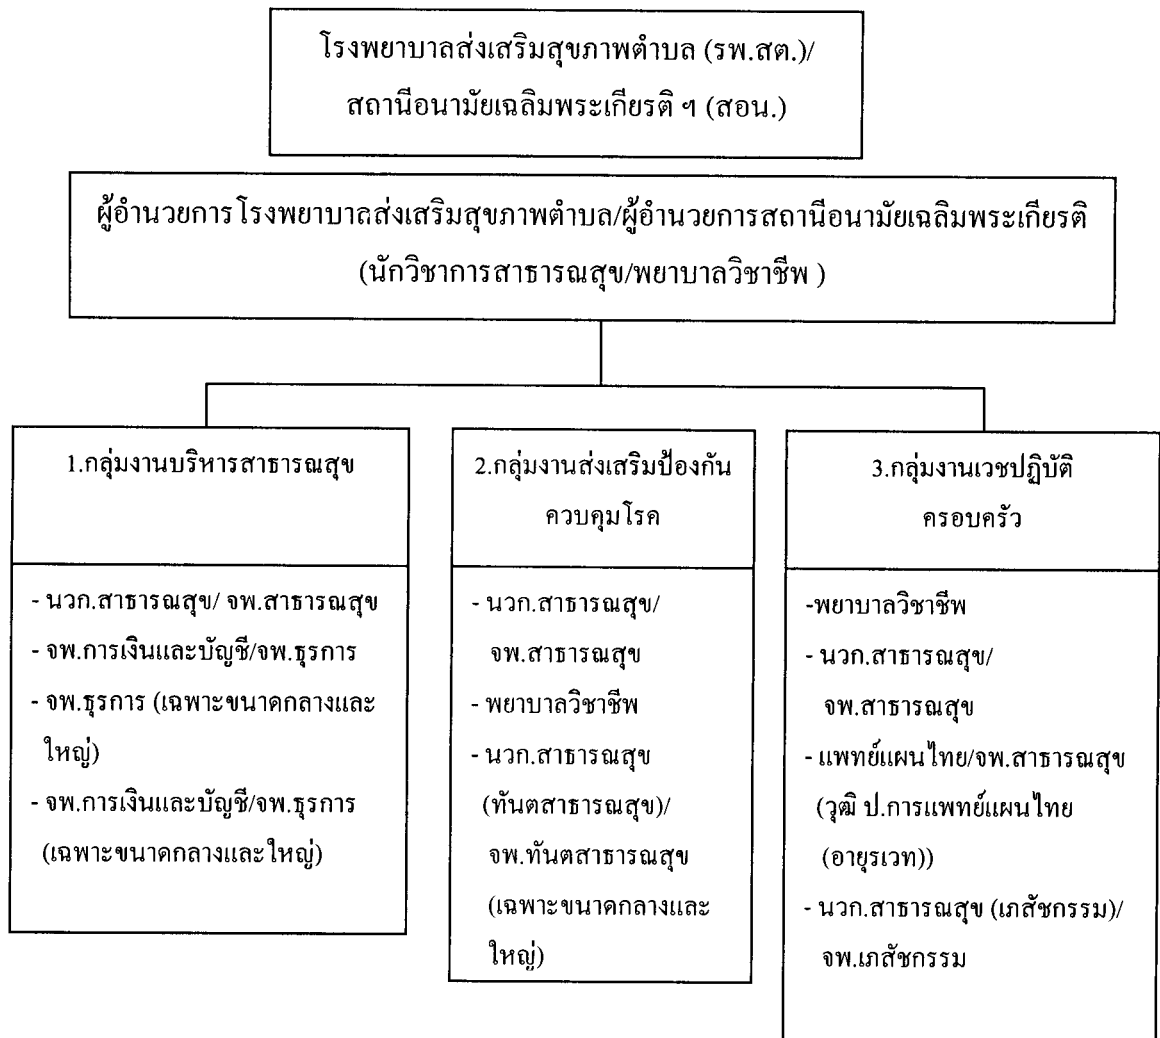 โรงพยาบาลส่งเสริมสุขภาพตำบล (รพ.สต.)/
สถานีอนามัยเฉลิมพระเกียรติ ฯ (สอน.)
ผู้อำนวยการโรงพยาบาลส่งเสริมสุขภาพตำบล/ผู้อำนวยการสถานีอนามัยเฉลิมพระเกียรติ
(นักวิชาการสาธารณสุข/พยาบาลวิชาชีพ )
1.กลุ่มงานบริหารสาธารณสุข
- นวก.สาธารณสุข/ จพ.สาธารณสุข
- จพ.การเงินและบัญชี/จพ.ธุรการ
- จพ.ธุรการ (เฉพาะขนาดกลางและ
ใหญ่)
- จพ.การเงินและบัญชี/จพ.ธุรการ
(เฉพาะขนาดกลางและใหญ่)
2.กลุ่มงานส่งเสริมป้องกัน
ควบคุมโรค
- นวก.สาธารณสุข/
จพ.สาธารณสุข
- พยาบาลวิชาชีพ
- นวก.สาธารณสุข
(ทันตสาธารณสุข)/
จพ.ทันตสาธารณสุข
(เฉพาะขนาดกลางและ
ใหญ่)
3.กลุ่มงานเวชปฏิบัติ
ครอบครัว
-พยาบาลวิชาชีพ
- นวก.สาธารณสุข/
จพ.สาธารณสุข
- แพทย์แผนไทย/จพ.สาธารณสุข
(วุฒิ ป.การแพทย์แผนไทย
(อายุรเวท))
- นวก.สาธารณสุข (เภสัชกรรม)/
จพ.เภสัชกรรม